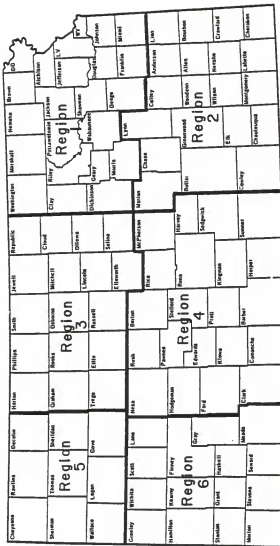 Cheyenne Rawlins Decatur Norton Phillips Smith Jewell Republic Washington Marshall Nemaha Brown DO
Sherman Thomas Sheridan Graham Rooks Osborne Mitchell Cloud Clay Riley Pottawatomie Jackson Atchison Jefferson LV WY
Wallace Logan Gove Trego Ellis Russell Lincoln Ottawa Dickinson Geary Wabaunsee Shawnee Douglas Johnson
Region 5
Region 3
Region 1
Ellsworth Saline Morris Osage Franklin Miami
Greeley Wichita Scott Lane Ness Rush Barton Rice McPherson Marion Chase Lyon Coffey Anderson Linn
Hamilton Kearny Finney Hodgeman Pawnee Stafford Reno Harvey Butler Greenwood Woodson Allen Bourbon
Region 6
Region 4
Region 2
Stanton Grant Haskell Gray Ford Edwards Pratt Kingman Sedgwick Elk Wilson Neosho Crawford
Kiowa
Morton Stevens Seward Meade Clark Comanche Barber Harper Sumner Cowley Chautauqua Montgomery Labette Cherokee